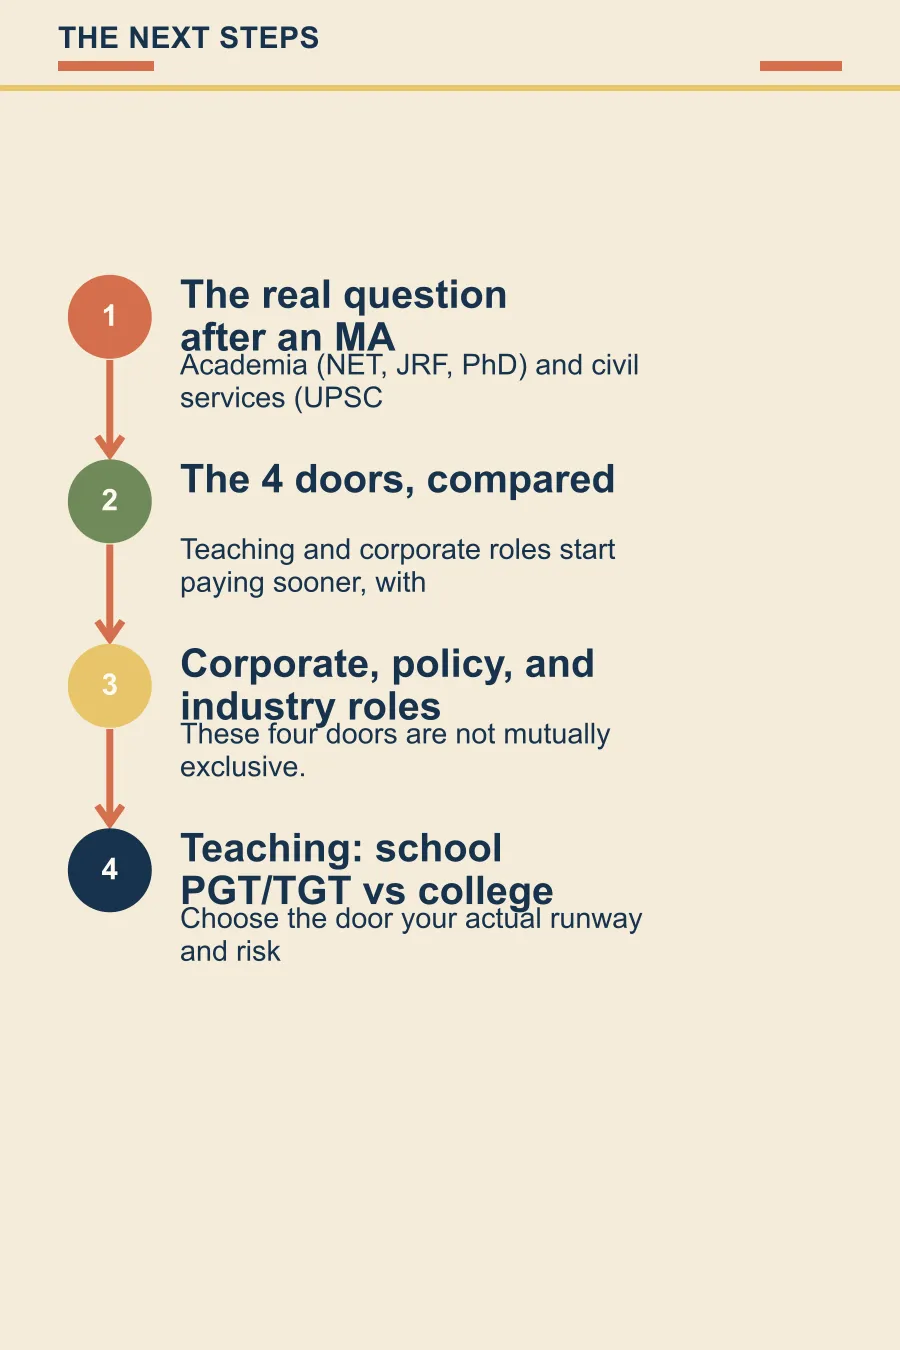 THE NEXT STEPS
1
The real question
after an MA
Academia (NET, JRF, PhD) and civil
services (UPSC
2
The 4 doors, compared
Teaching and corporate roles start
paying sooner, with
3
Corporate, policy, and
industry roles
These four doors are not mutually
exclusive.
4
Teaching: school
PGT/TGT vs college
Choose the door your actual runway
and risk